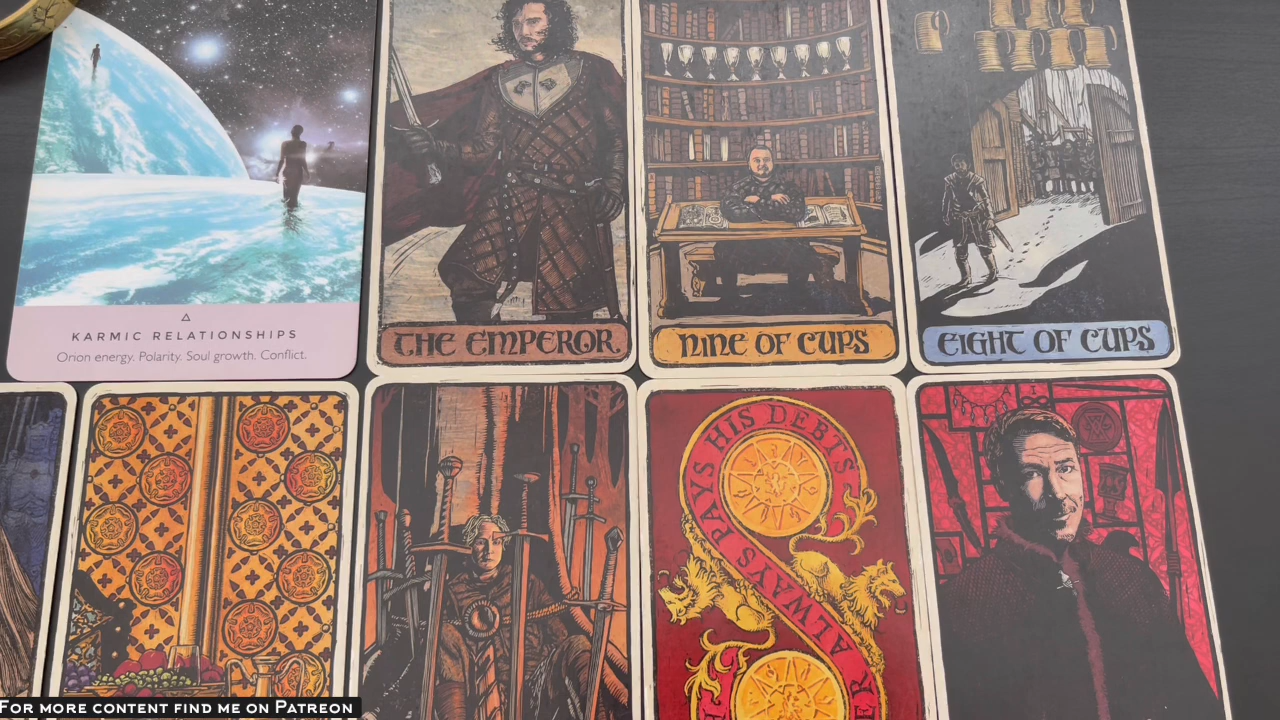 KARMIC RELATIONSHIPS
Orion energy. Polarity. Soul growth. Conflict.
THE EMPEROR
NINE OF CUPS
EIGHT OF CUPS
ALWAYS PAYS HIS DEBTS
FOR MORE CONTENT FIND ME ON PATREON